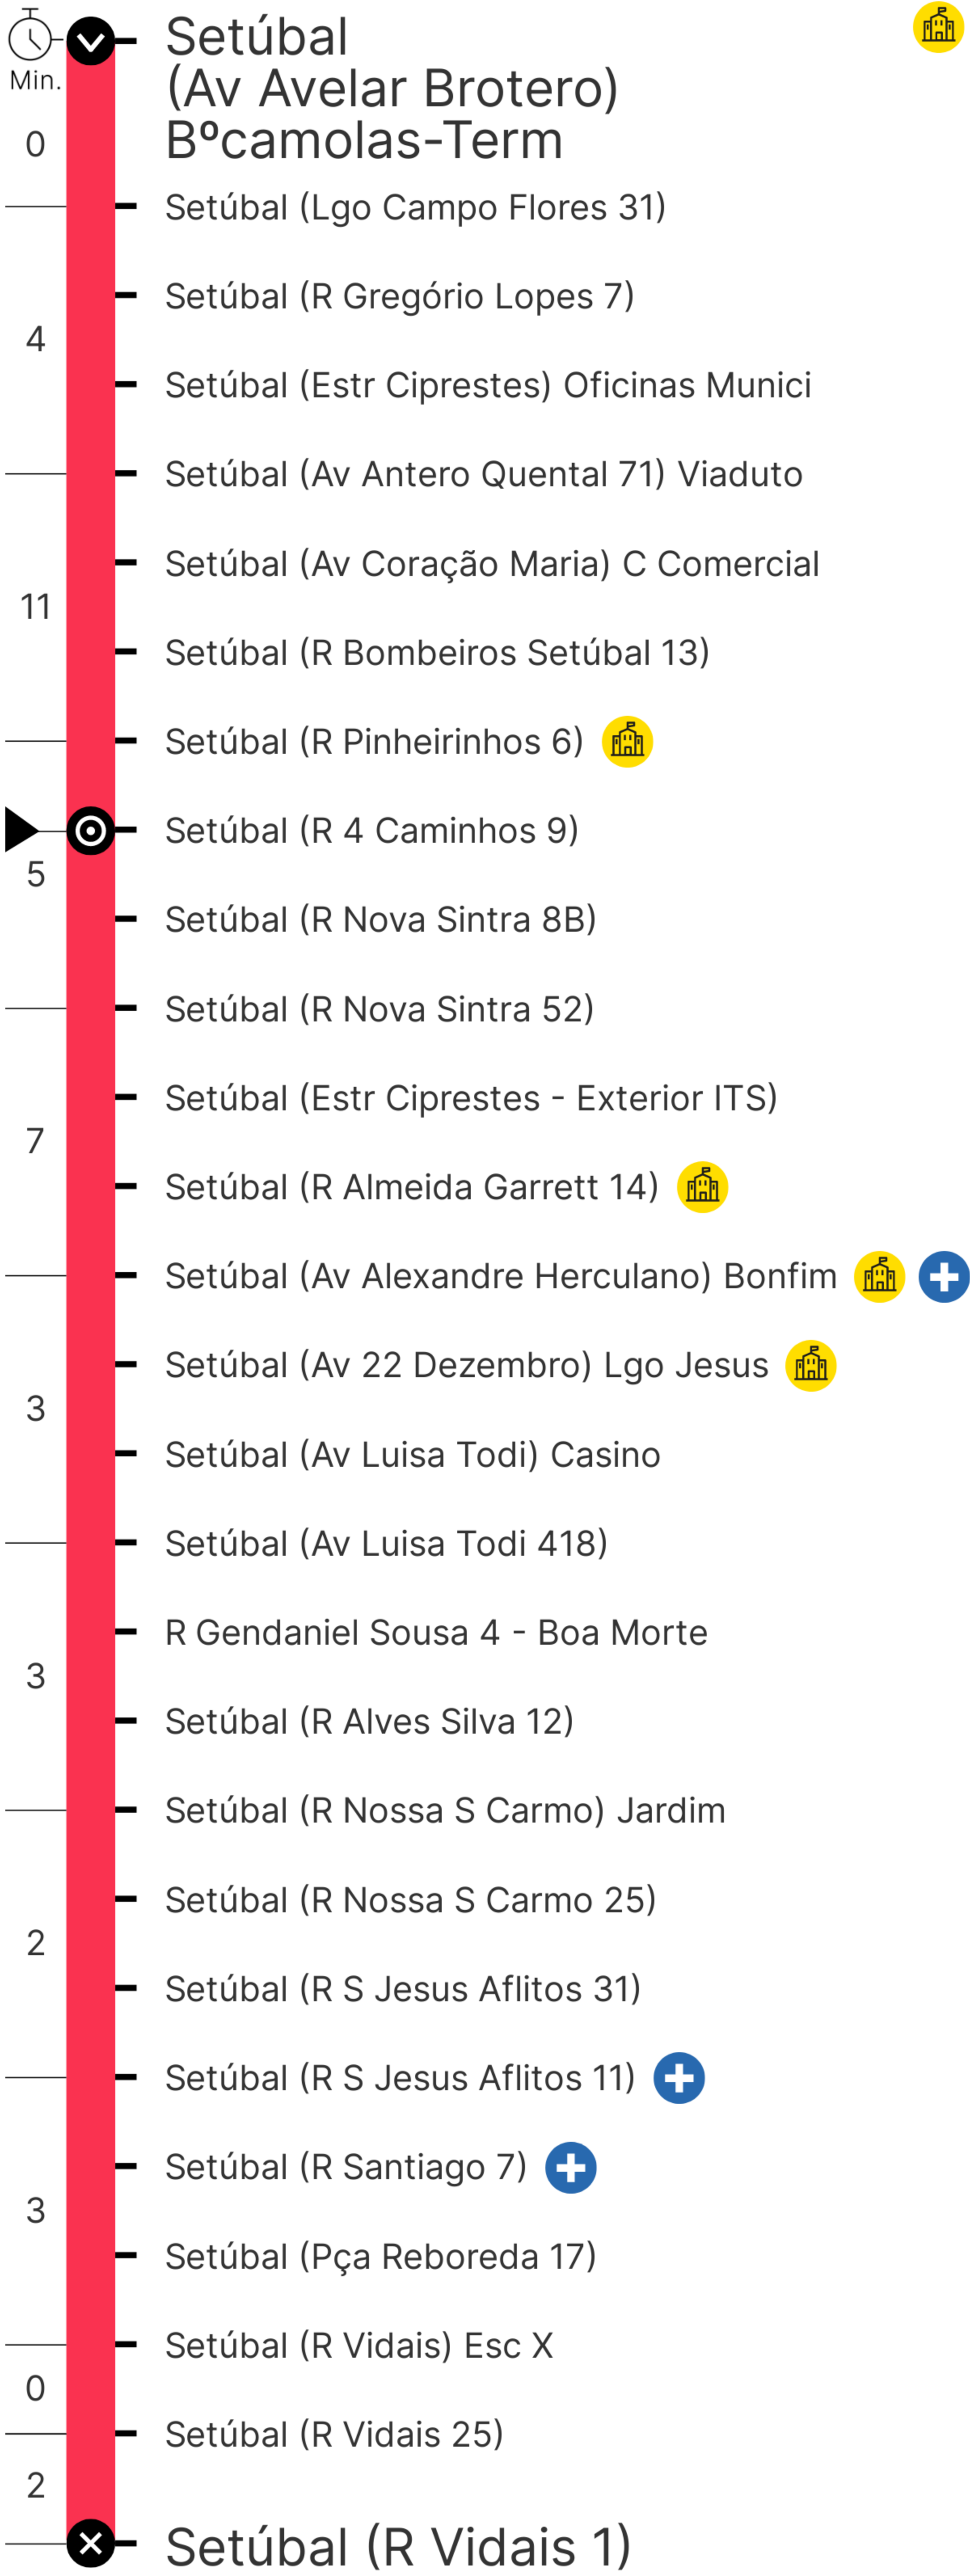 Setúbal
(Av Avelar Brotero)
Min.
0
Bºcamolas-Term
Setúbal (Lgo Campo Flores 31)
Setúbal (R Gregório Lopes 7)
4
Setúbal (Estr Ciprestes) Oficinas Munici
Setúbal (Av Antero Quental 71) Viaduto
Setúbal (Av Coração Maria) C Comercial
11
Setúbal (R Bombeiros Setúbal 13)
Setúbal (R Pinheirinhos 6)
Setúbal (R 4 Caminhos 9)
5
Setúbal (R Nova Sintra 8B)
Setúbal (R Nova Sintra 52)
Setúbal (Estr Ciprestes - Exterior ITS)
7
Setúbal (R Almeida Garrett 14)
Setúbal (Av Alexandre Herculano) Bonfim
Setúbal (Av 22 Dezembro) Lgo Jesus
3
Setúbal (Av Luisa Todi) Casino
Setúbal (Av Luisa Todi 418)
R Gendaniel Sousa 4 - Boa Morte
3
Setúbal (R Alves Silva 12)
Setúbal (R Nossa S Carmo) Jardim
Setúbal (R Nossa S Carmo 25)
2
Setúbal (R S Jesus Aflitos 31)
Setúbal (R S Jesus Aflitos 11)
Setúbal (R Santiago 7)
3
Setúbal (Pça Reboreda 17)
Setúbal (R Vidais) Esc X
0
Setúbal (R Vidais 25)
2
Setúbal (R Vidais 1)